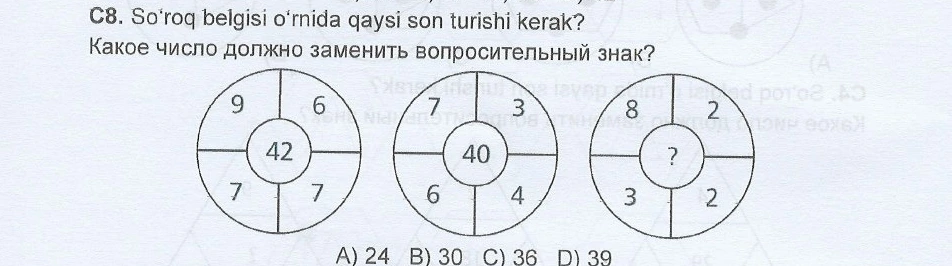 C8. So‘roq belgisi o‘rnida qaysi son turishi kerak?
Какое число должно заменить вопросительный знак?
9 6 7 3 8 2
42 40 ?
7 7 6 4 3 2
A) 24 B) 30 C) 36 D) 39